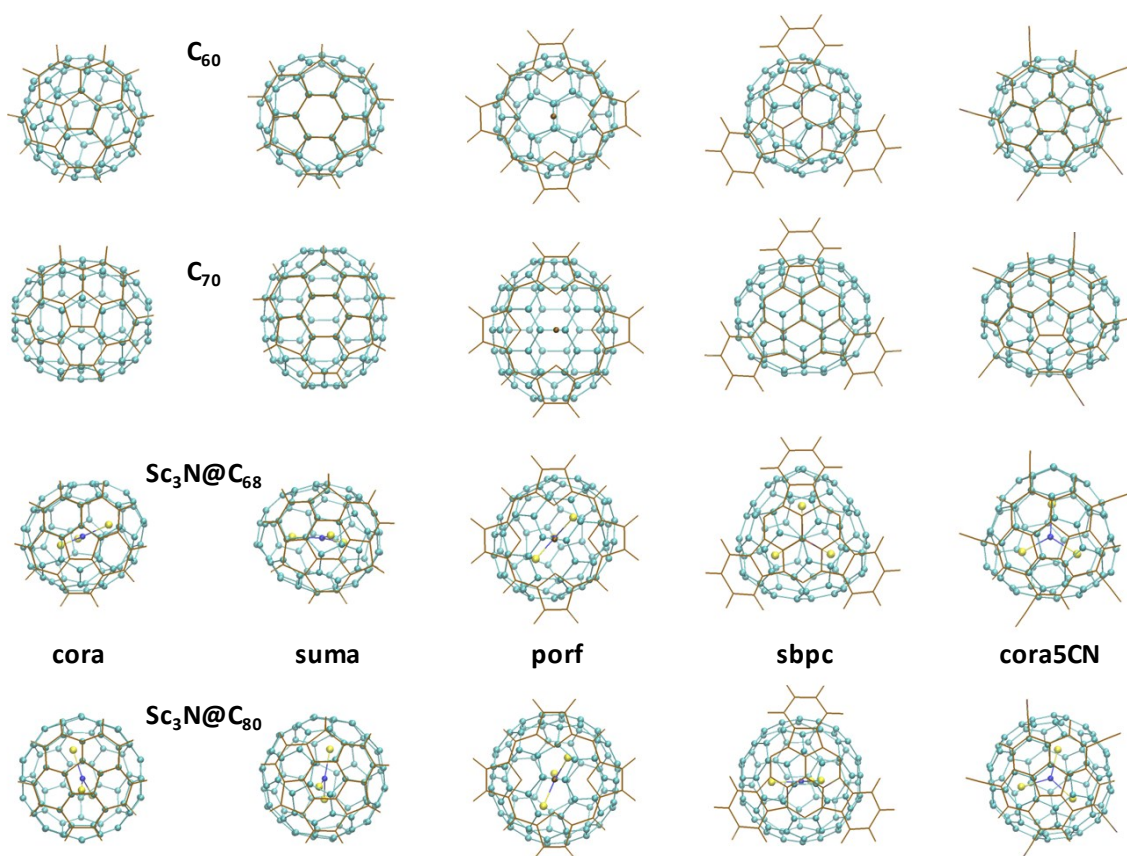 C₆₀
C₇₀
Sc₃N@C₆₈
cora suma porf sbpc cora5CN
Sc₃N@C₈₀